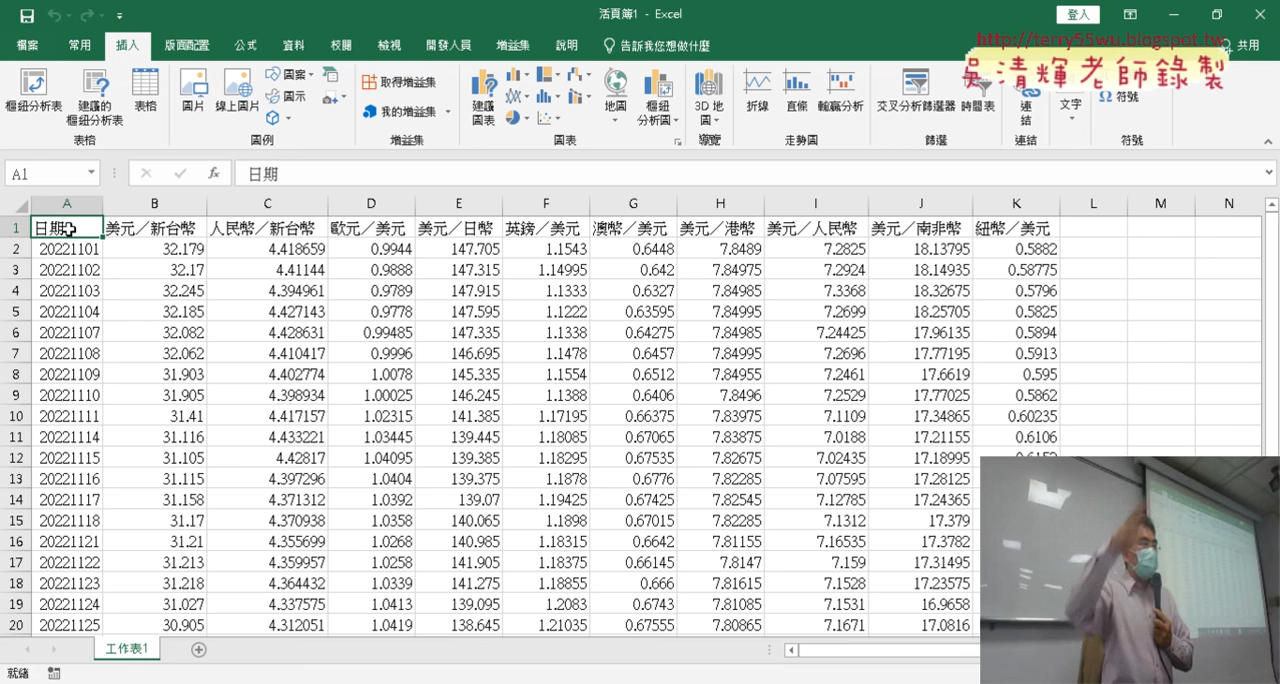 活頁簿1 - Excel
登入
檔案 常用 插入 版面配置 公式 資料 校閱 檢視 開發人員 增益集 說明 告訴我您想做什麼 共用
http://terry55wu.blogspot.tw
吳清輝老師錄製
樞紐分析表 建議的樞紐分析表 表格 圖片 線上圖片 圖案 圖示 取得增益集 我的增益集 建議圖表 地圖 樞紐分析圖 3D 地圖 折線 直條 輸贏分析 交叉分析篩選器 時間表 連結 文字 符號
表格 圖例 增益集 圖表 導覽 走勢圖 篩選 連結 符號
A1 fx 日期
A B C D E F G H I J K L M N
1 日期 美元／新台幣 人民幣／新台幣 歐元／美元 美元／日幣 英鎊／美元 澳幣／美元 美元／港幣 美元／人民幣 美元／南非幣 紐幣／美元
2 20221101 32.179 4.418659 0.9944 147.705 1.1543 0.6448 7.8489 7.2825 18.13795 0.5882
3 20221102 32.17 4.41144 0.9888 147.315 1.14995 0.642 7.84975 7.2924 18.14935 0.58775
4 20221103 32.245 4.394961 0.9789 147.915 1.1333 0.6327 7.84985 7.3368 18.32675 0.5796
5 20221104 32.185 4.427143 0.9778 147.595 1.1222 0.63595 7.84995 7.2699 18.25705 0.5825
6 20221107 32.082 4.428631 0.99485 147.335 1.1338 0.64275 7.84985 7.24425 17.96135 0.5894
7 20221108 32.062 4.410417 0.9996 146.695 1.1478 0.6457 7.84995 7.2696 17.77195 0.5913
8 20221109 31.903 4.402774 1.0078 145.335 1.1554 0.6512 7.84955 7.2461 17.6619 0.595
9 20221110 31.905 4.398934 1.00025 146.245 1.1388 0.6406 7.8496 7.2529 17.77025 0.5862
10 20221111 31.41 4.417157 1.02315 141.385 1.17195 0.66375 7.83975 7.1109 17.34865 0.60235
11 20221114 31.116 4.433221 1.03445 139.445 1.18085 0.67065 7.83875 7.0188 17.21155 0.6106
12 20221115 31.105 4.42817 1.04095 139.385 1.18295 0.67535 7.82675 7.02435 17.18995
13 20221116 31.115 4.397296 1.0404 139.375 1.1878 0.6776 7.82285 7.07595 17.28125
14 20221117 31.158 4.371312 1.0392 139.07 1.19425 0.67425 7.82545 7.12785 17.24365
15 20221118 31.17 4.370938 1.0358 140.065 1.1898 0.67015 7.82285 7.1312 17.379
16 20221121 31.21 4.355699 1.0268 140.985 1.18315 0.6642 7.81155 7.16535 17.3782
17 20221122 31.213 4.359957 1.0258 141.905 1.18375 0.66145 7.8147 7.159 17.31495
18 20221123 31.218 4.364432 1.0339 141.275 1.18855 0.666 7.81615 7.1528 17.23575
19 20221124 31.027 4.337575 1.0413 139.095 1.2083 0.6743 7.81085 7.1531 16.9658
20 20221125 30.905 4.312051 1.0419 138.645 1.21035 0.67555 7.80865 7.1671 17.0816
工作表1
就緒